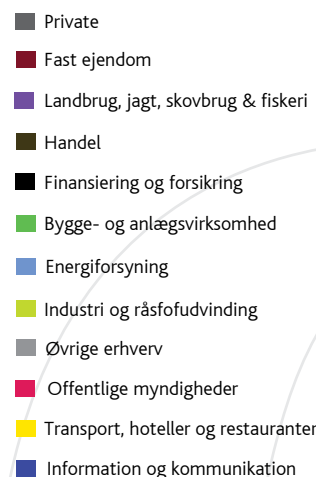 Private
Fast ejendom
Landbrug, jagt, skovbrug & fiskeri
Handel
Finansiering og forsikring
Bygge- og anlægsvirksomhed
Energiforsyning
Industri og råsfofudvinding
Øvrige erhverv
Offentlige myndigheder
Transport, hoteller og restauranter
Information og kommunikation